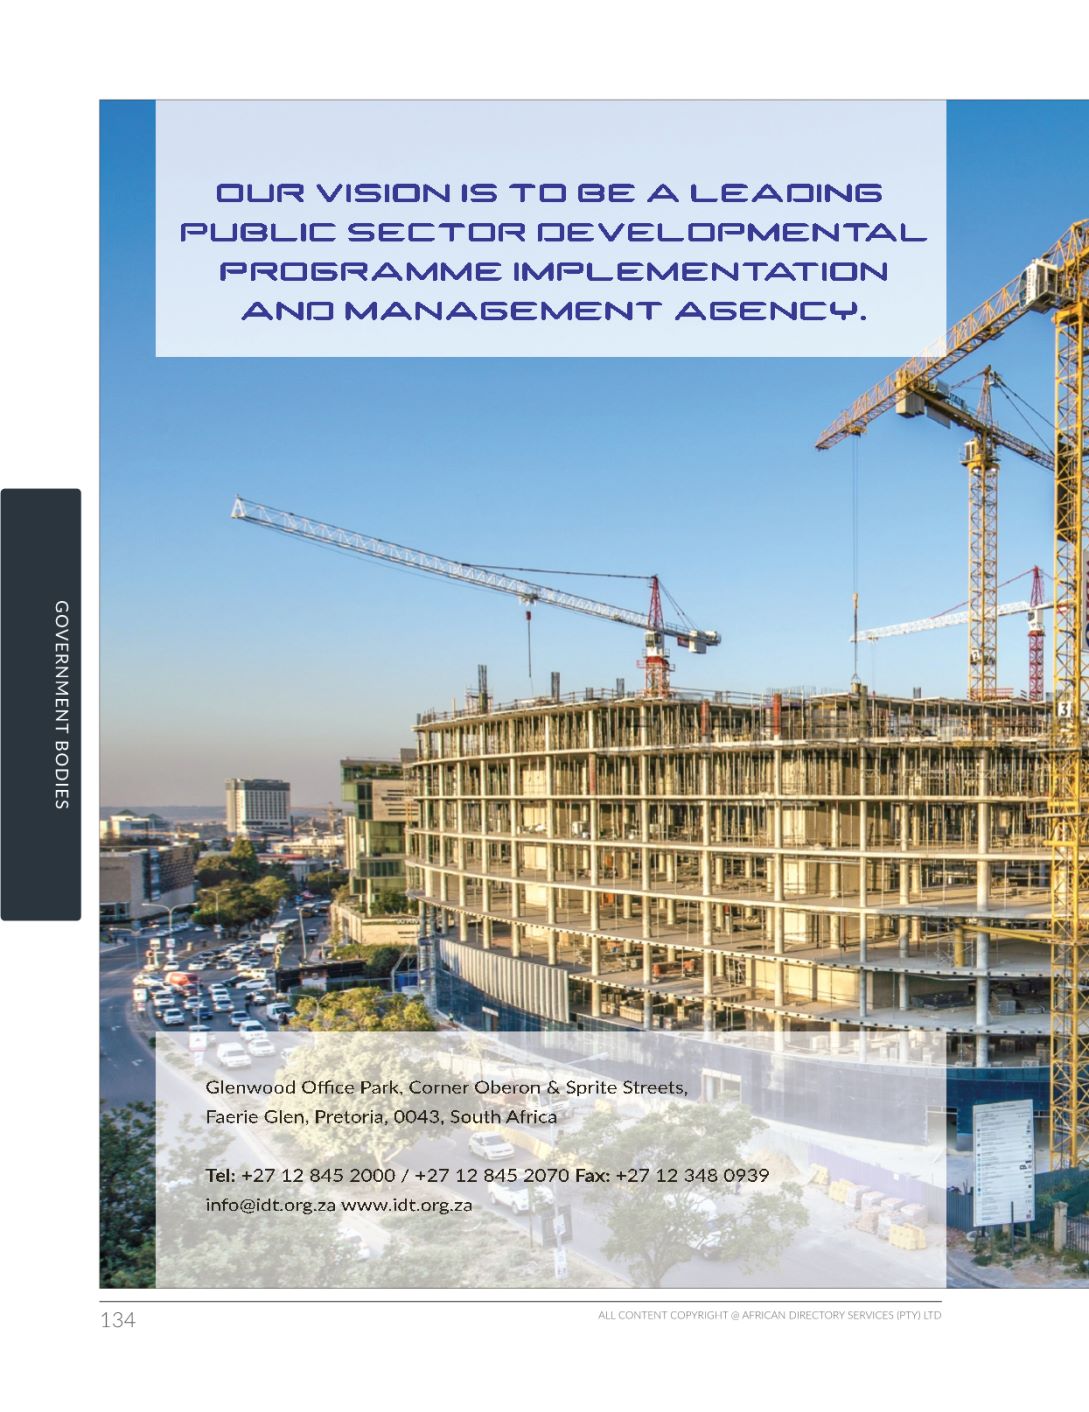 OUR VISION IS TO BE A LEADING
PUBLIC SECTOR DEVELOPMENTAL
PROGRAMME IMPLEMENTATION
AND MANAGEMENT AGENCY.
GOVERNMENT BODIES
3
Glenwood Office Park, Corner Oberon & Sprite Streets,
Faerie Glen, Pretoria, 0043, South Africa
Tel: +27 12 845 2000 / +27 12 845 2070 Fax: +27 12 348 0939
info@idt.org.za www.idt.org.za
134
ALL CONTENT COPYRIGHT @ AFRICAN DIRECTORY SERVICES (PTY) LTD